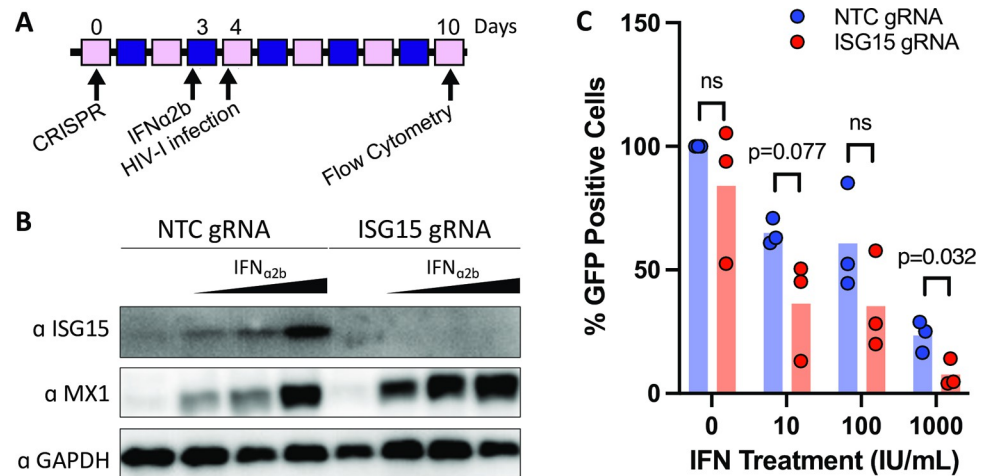 A
0 3 4 10 Days
CRISPR
IFNα2b
HIV-I infection
Flow Cytometry
B
NTC gRNA ISG15 gRNA
IFNα2b IFNα2b
α ISG15
α MX1
α GAPDH
C
NTC gRNA
ISG15 gRNA
% GFP Positive Cells
150
100
50
0
ns
p=0.077
ns
p=0.032
0 10 100 1000
IFN Treatment (IU/mL)